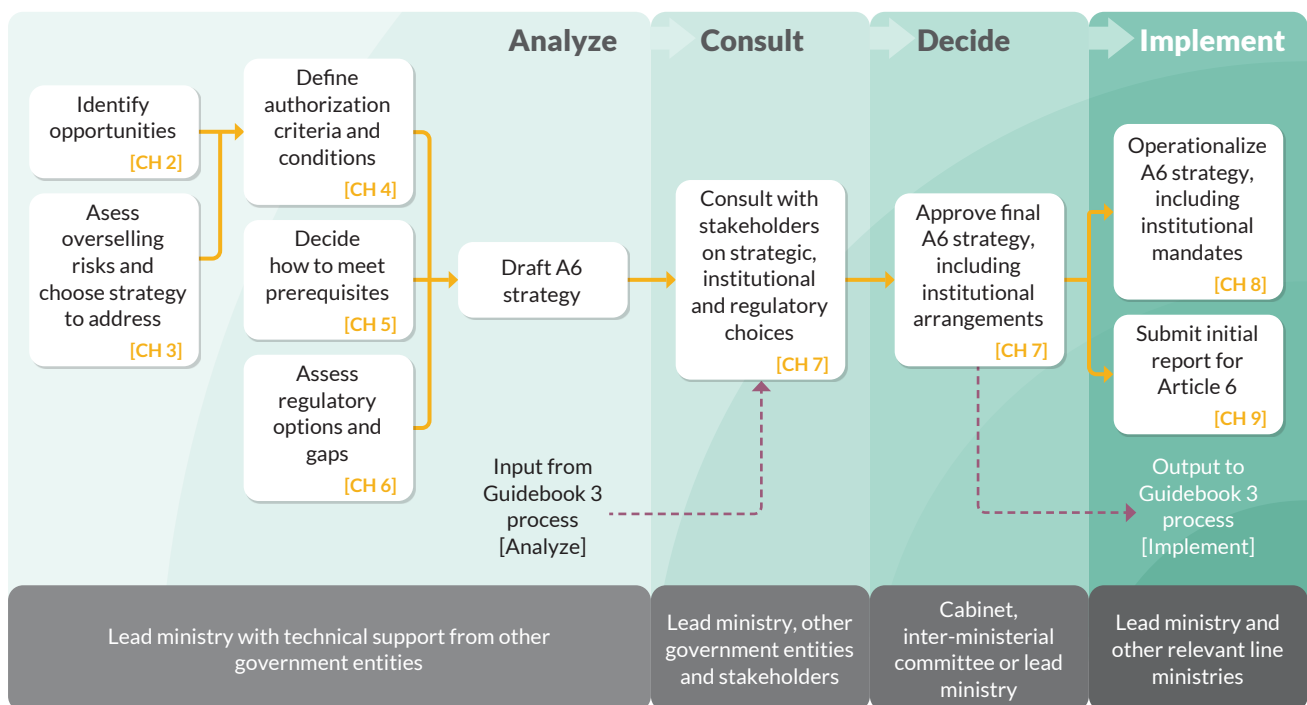 Analyze
Consult
Decide
Implement
Identify
opportunities
[CH 2]
Asess
overselling
risks and
choose strategy
to address
[CH 3]
Define
authorization
criteria and
conditions
[CH 4]
Decide
how to meet
prerequisites
[CH 5]
Assess
regulatory
options and
gaps
[CH 6]
Draft A6
strategy
Input from
Guidebook 3
process
[Analyze]
Consult with
stakeholders
on strategic,
institutional
and regulatory
choices
[CH 7]
Approve final
A6 strategy,
including
institutional
arrangements
[CH 7]
Operationalize
A6 strategy,
including
institutional
mandates
[CH 8]
Submit initial
report for
Article 6
[CH 9]
Output to
Guidebook 3
process
[Implement]
Lead ministry with technical support from other
government entities
Lead ministry, other
government entities
and stakeholders
Cabinet,
inter-ministerial
committee or lead
ministry
Lead ministry and
other relevant line
ministries